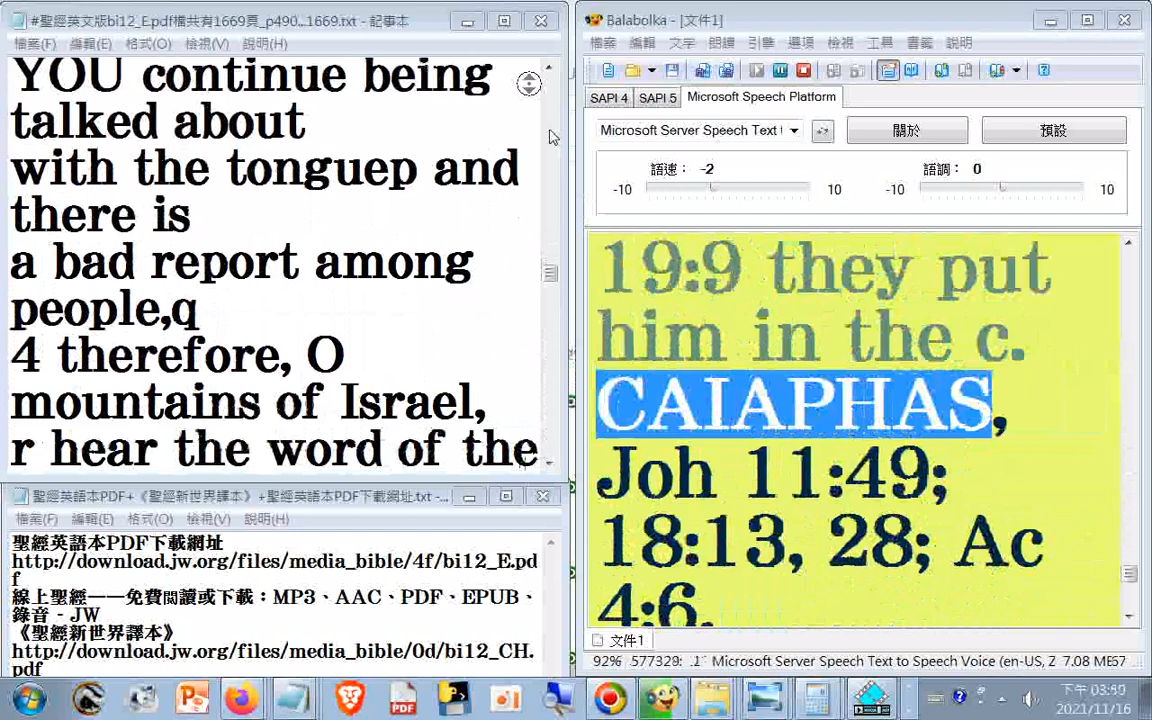 #聖經英文版bi12_E.pdf檔共有1669頁_p490...1669.txt - 記事本
檔案(F) 編輯(E) 格式(O) 檢視(V) 說明(H)
YOU continue being
talked about
with the tonguep and
there is
a bad report among
people,q
4 therefore, O
mountains of Israel,
r hear the word of the
聖經英語本PDF+《聖經新世界譯本》+聖經英語本PDF下載網址.txt - ...
檔案(F) 編輯(E) 格式(O) 檢視(V) 說明(H)
聖經英語本PDF下載網址
http://download.jw.org/files/media_bible/4f/bi12_E.pd
f
線上聖經——免費閱讀或下載：MP3、AAC、PDF、EPUB、
錄音 - JW
《聖經新世界譯本》
http://download.jw.org/files/media_bible/0d/bi12_CH.
pdf
Balabolka - [文件1]
檔案 編輯 文字 朗讀 引擎 選項 檢視 工具 書籤 說明
SAPI 4 SAPI 5 Microsoft Speech Platform
Microsoft Server Speech Text 關於 預設
語速： -2 語調： 0
-10 10 -10 10
19:9 they put
him in the c.
CAIAPHAS,
Joh 11:49;
18:13, 28; Ac
4:6.
文件1
92% 577329: Microsoft Server Speech Text to Speech Voice (en-US, Z 7.08 ME
下午 03:59
2021/11/16